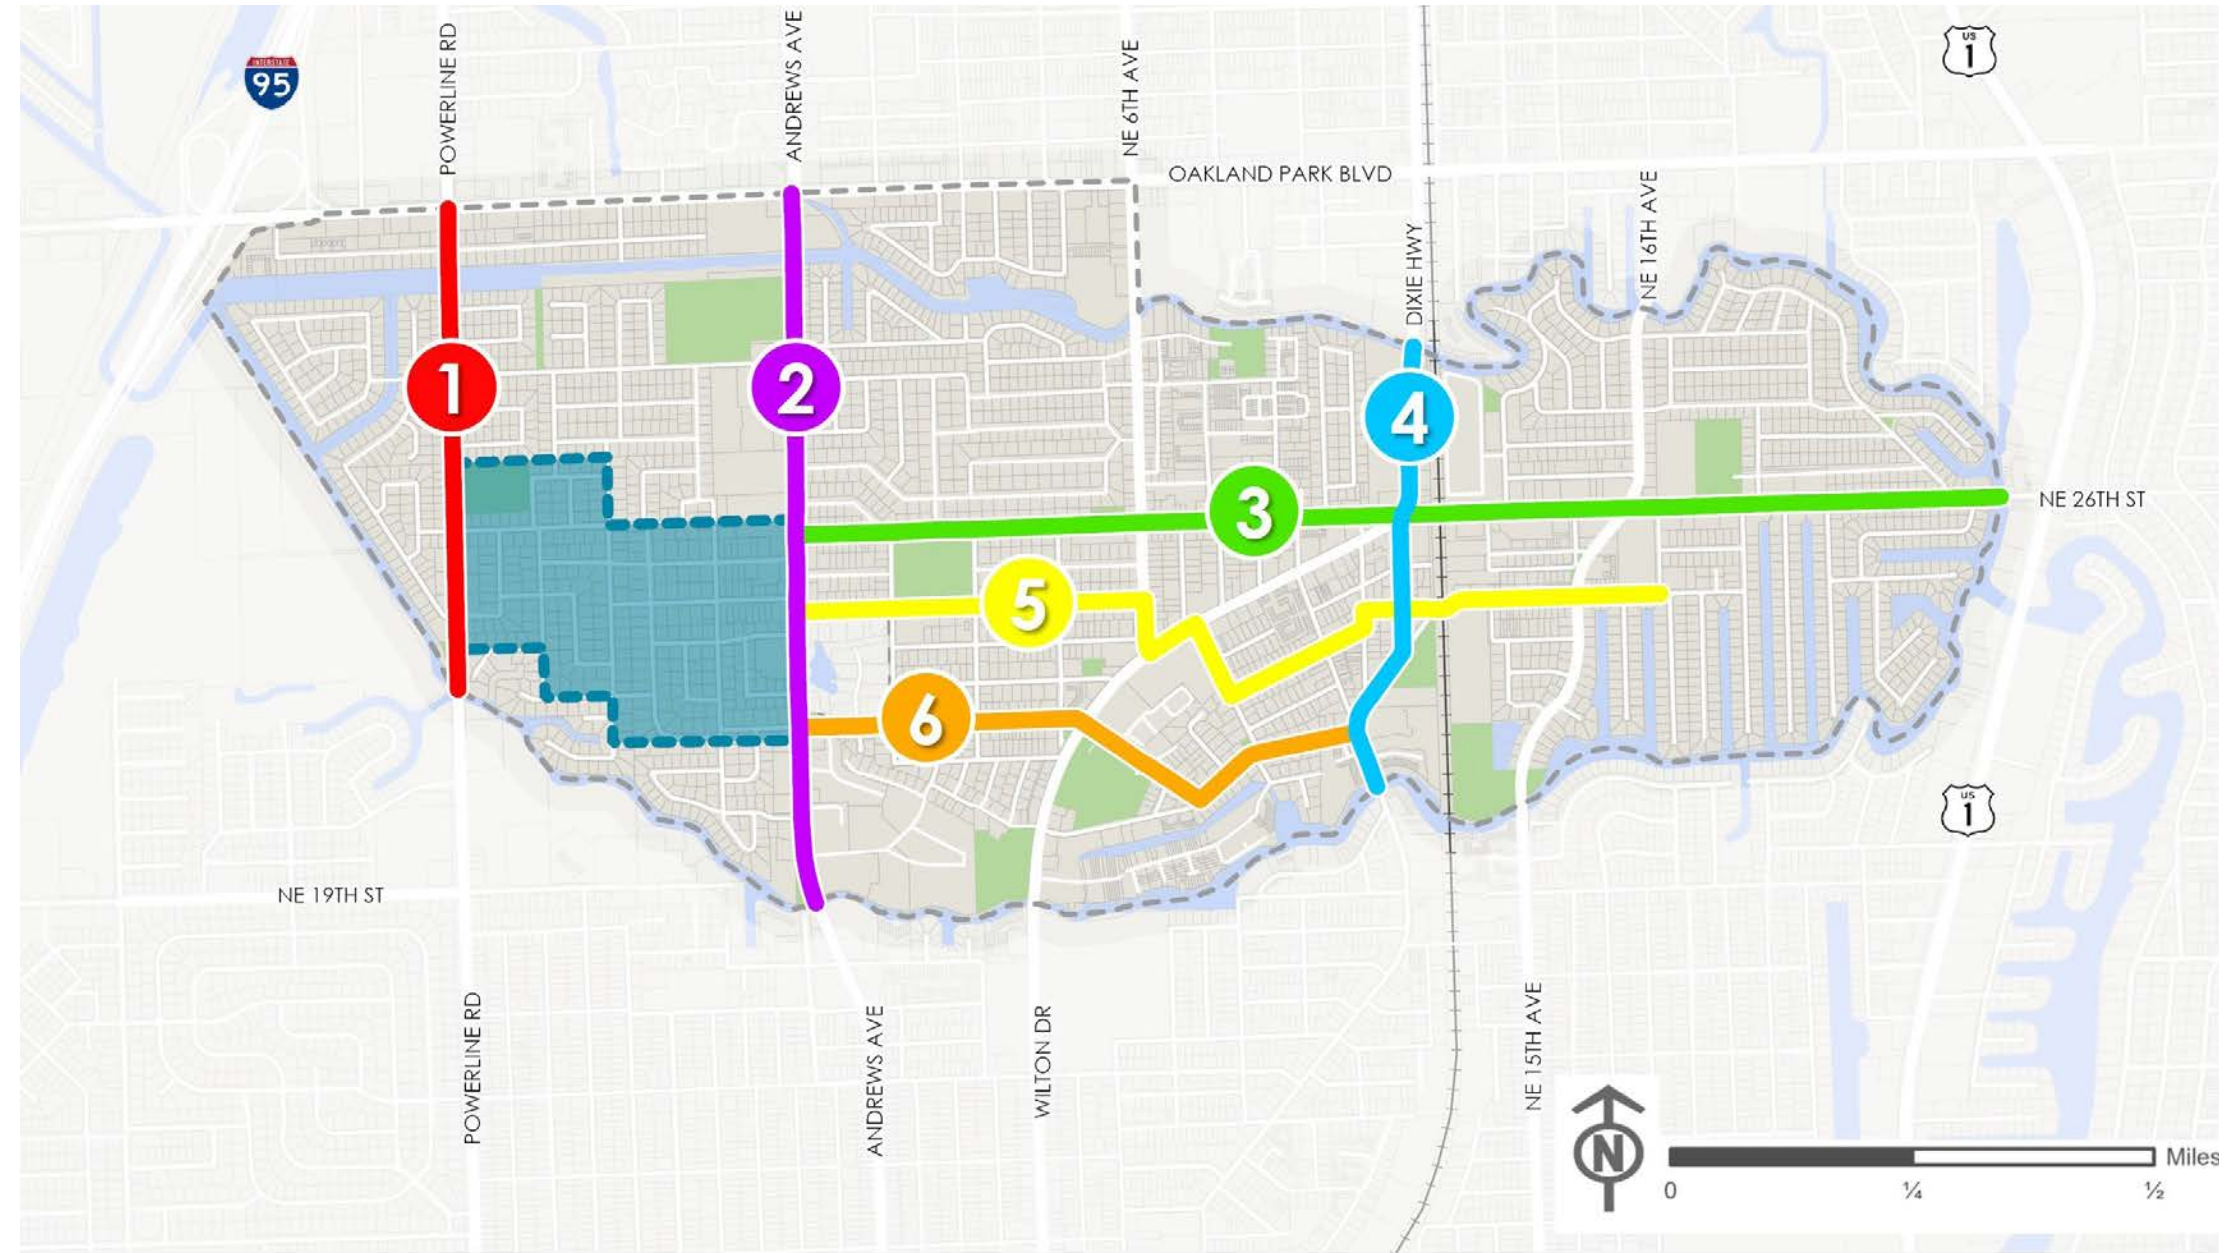 POWERLINE RD
ANDREWS AVE
NE 6TH AVE
US
1
INTERSTATE
95
OAKLAND PARK BLVD
NE 16TH AVE
DIXIE HWY
1
2
4
3
NE 26TH ST
5
6
US
1
NE 19TH ST
POWERLINE RD
ANDREWS AVE
WILTON DR
NE 15TH AVE
N
Miles
0
¼
½